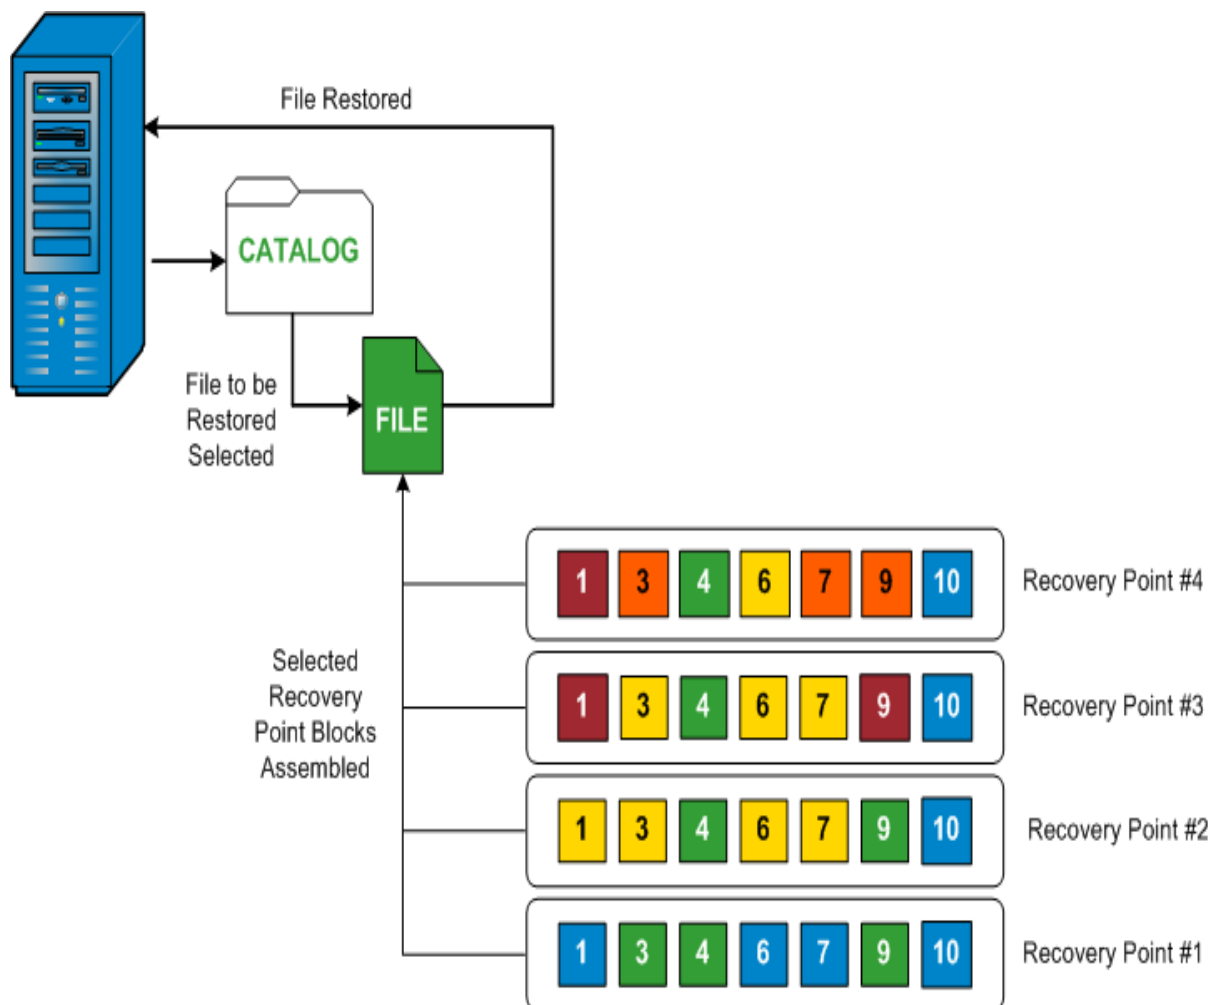 File Restored
CATALOG
File to be
Restored
Selected
FILE
1 3 4 6 7 9 10
Recovery Point #4
Selected
Recovery
Point Blocks
Assembled
1 3 4 6 7 9 10
Recovery Point #3
1 3 4 6 7 9 10
Recovery Point #2
1 3 4 6 7 9 10
Recovery Point #1